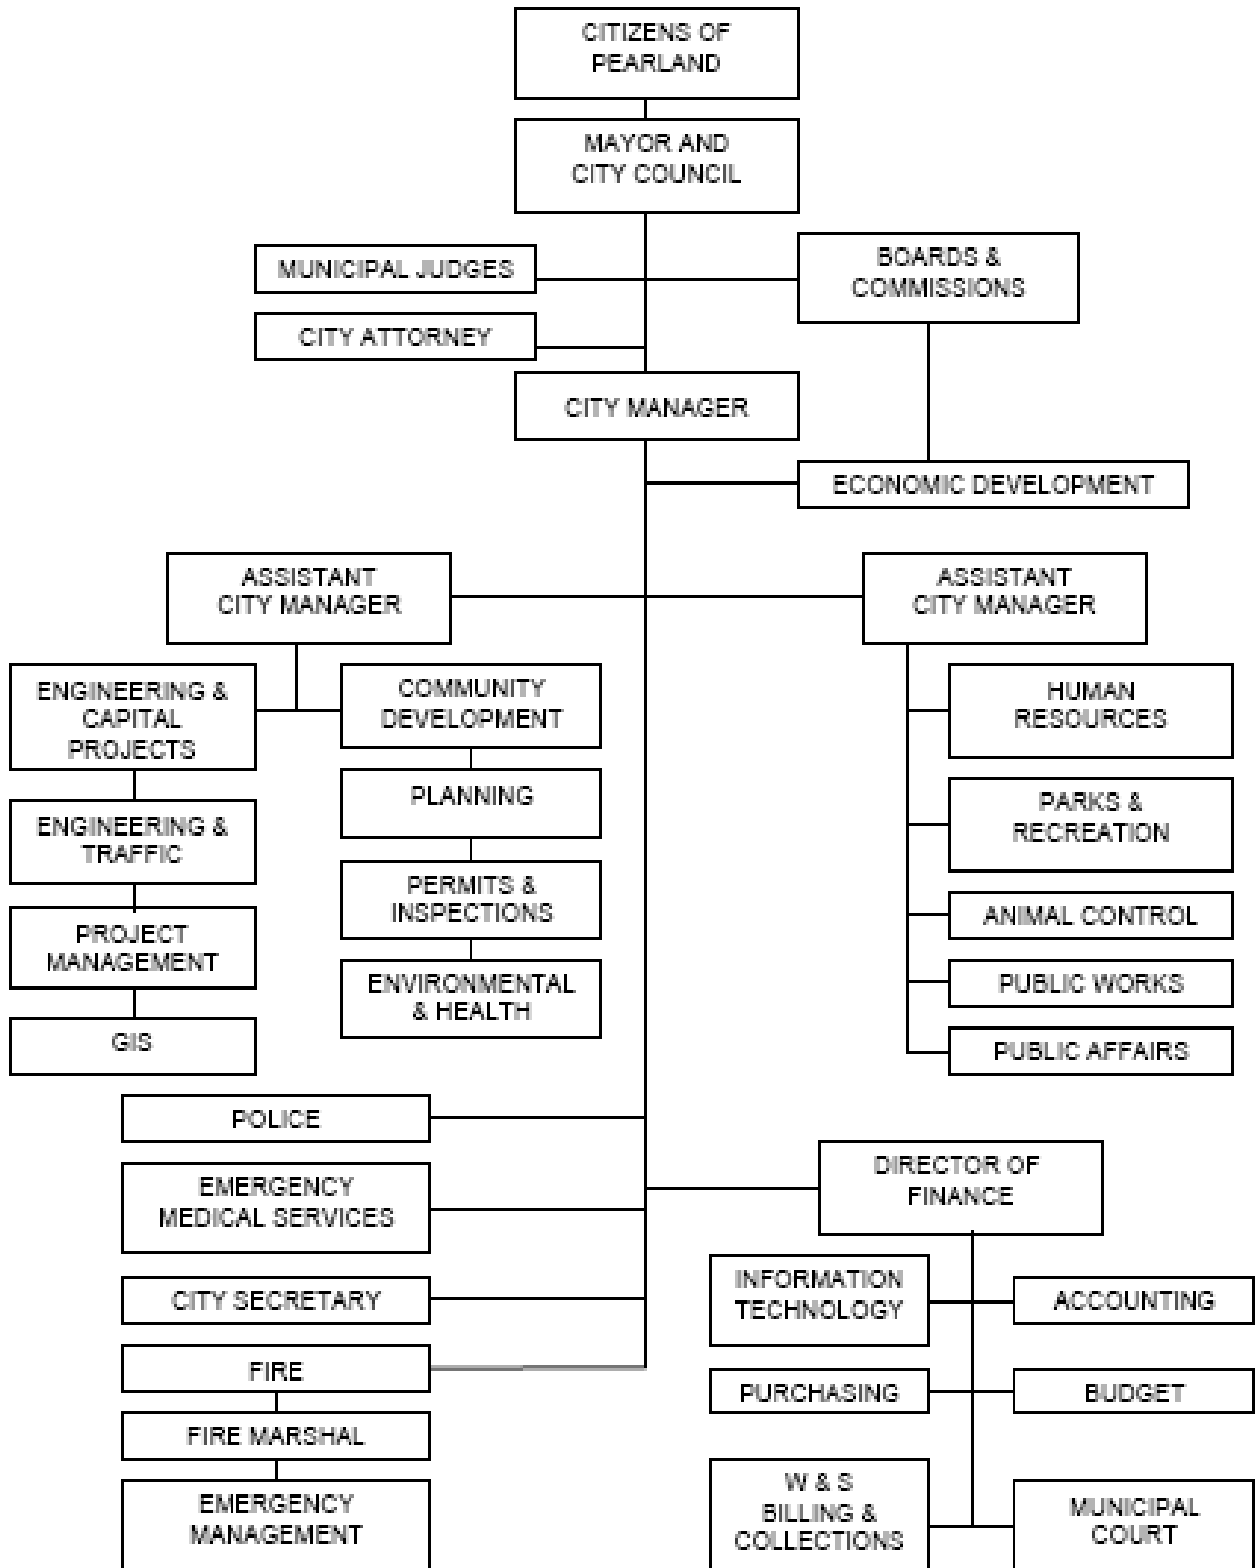 CITIZENS OF
PEARLAND
MAYOR AND
CITY COUNCIL
MUNICIPAL JUDGES
BOARDS &
COMMISSIONS
CITY ATTORNEY
CITY MANAGER
ECONOMIC DEVELOPMENT
ASSISTANT
CITY MANAGER
ASSISTANT
CITY MANAGER
ENGINEERING &
CAPITAL
PROJECTS
ENGINEERING &
TRAFFIC
PROJECT
MANAGEMENT
GIS
COMMUNITY
DEVELOPMENT
PLANNING
PERMITS &
INSPECTIONS
ENVIRONMENTAL
& HEALTH
HUMAN
RESOURCES
PARKS &
RECREATION
ANIMAL CONTROL
PUBLIC WORKS
PUBLIC AFFAIRS
POLICE
EMERGENCY
MEDICAL SERVICES
CITY SECRETARY
FIRE
FIRE MARSHAL
EMERGENCY
MANAGEMENT
DIRECTOR OF
FINANCE
INFORMATION
TECHNOLOGY
ACCOUNTING
PURCHASING
BUDGET
W & S
BILLING &
COLLECTIONS
MUNICIPAL
COURT